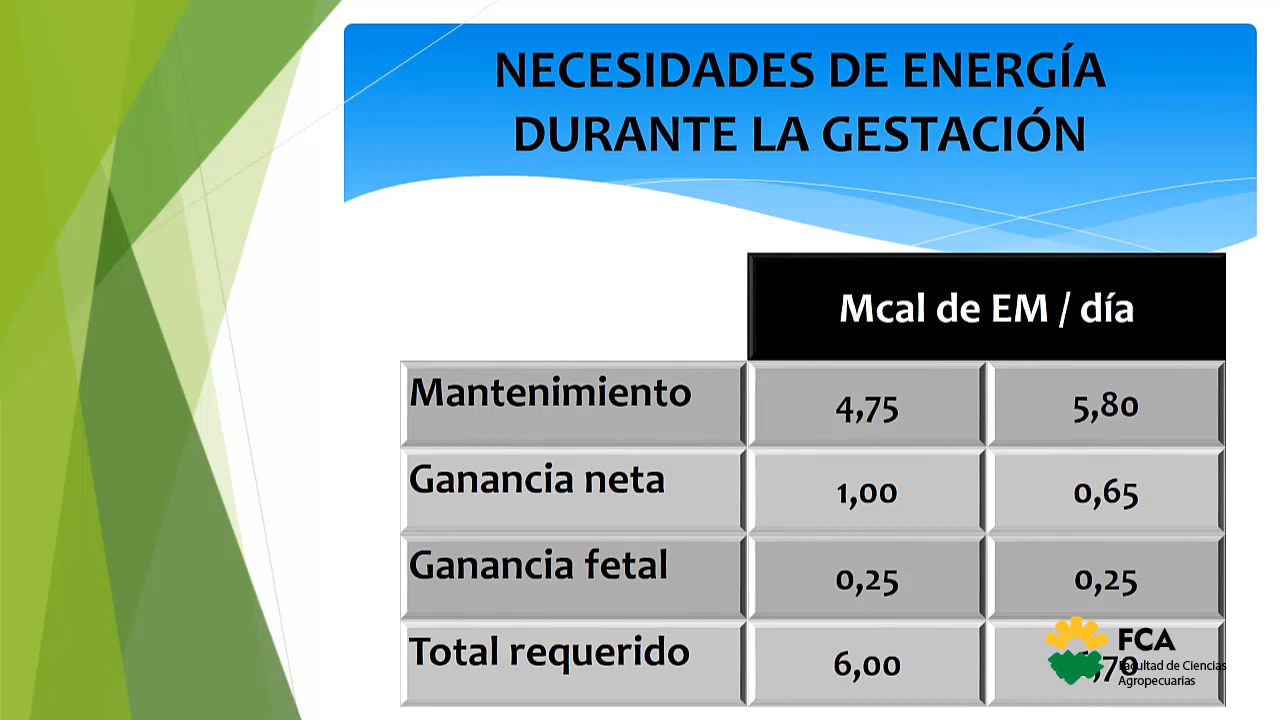 NECESIDADES DE ENERGÍA
DURANTE LA GESTACIÓN
Mcal de EM / día
Mantenimiento 4,75 5,80
Ganancia neta 1,00 0,65
Ganancia fetal 0,25 0,25
Total requerido 6,00
FCA
Facultad de Ciencias
Agropecuarias